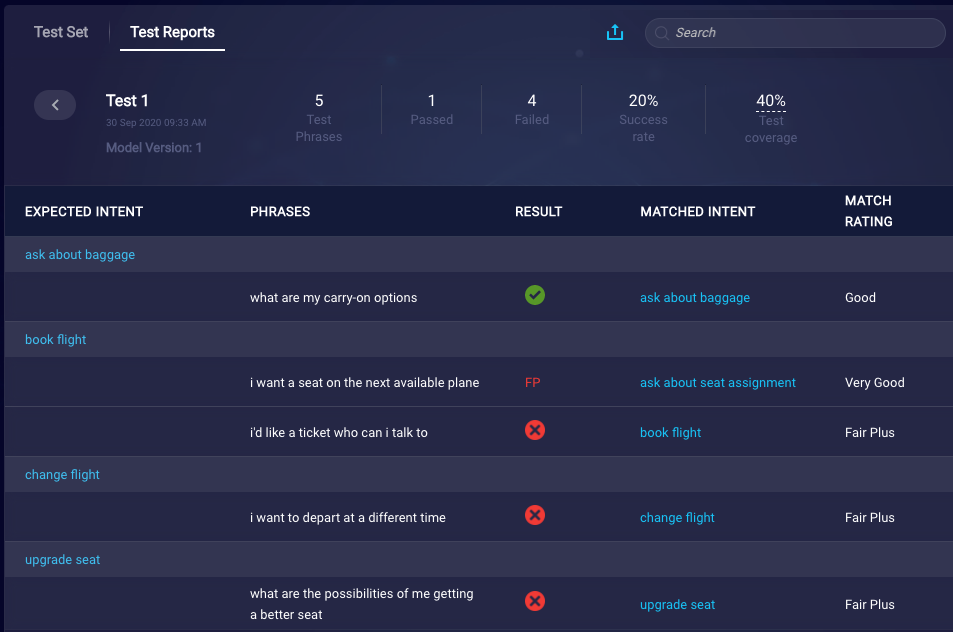 Test Set
Test Reports
Search
Test 1
30 Sep 2020 09:33 AM
Model Version: 1
5
Test
Phrases
1
Passed
4
Failed
20%
Success
rate
40%
Test
coverage
EXPECTED INTENT
PHRASES
RESULT
MATCHED INTENT
MATCH
RATING
ask about baggage
what are my carry-on options
ask about baggage
Good
book flight
i want a seat on the next available plane
FP
ask about seat assignment
Very Good
i'd like a ticket who can i talk to
book flight
Fair Plus
change flight
i want to depart at a different time
change flight
Fair Plus
upgrade seat
what are the possibilities of me getting
a better seat
upgrade seat
Fair Plus